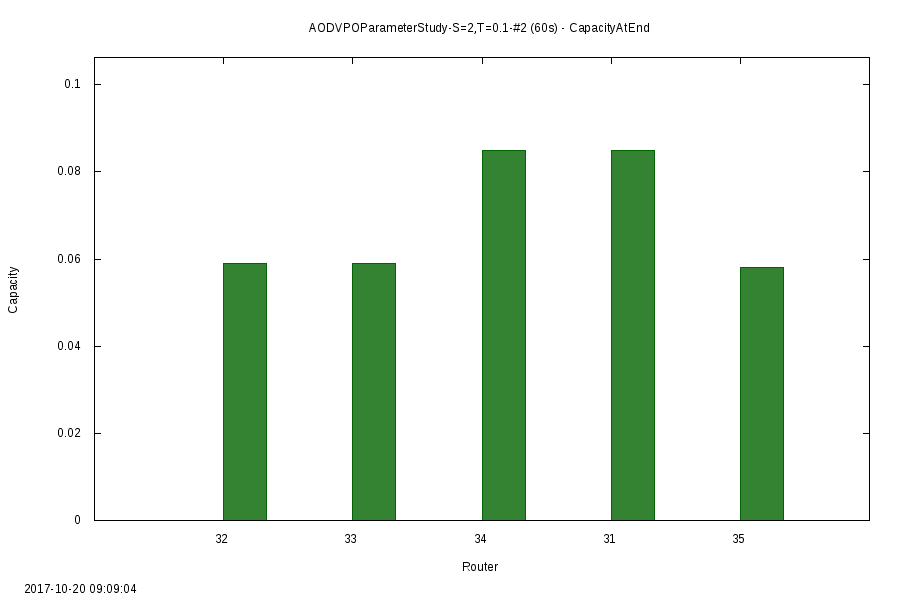 AODVPOParameterStudy-S=2,T=0.1-#2 (60s) - CapacityAtEnd
0.1
0.08
0.06
0.04
0.02
0
Capacity
32 33 34 31 35
Router
2017-10-20 09:09:04